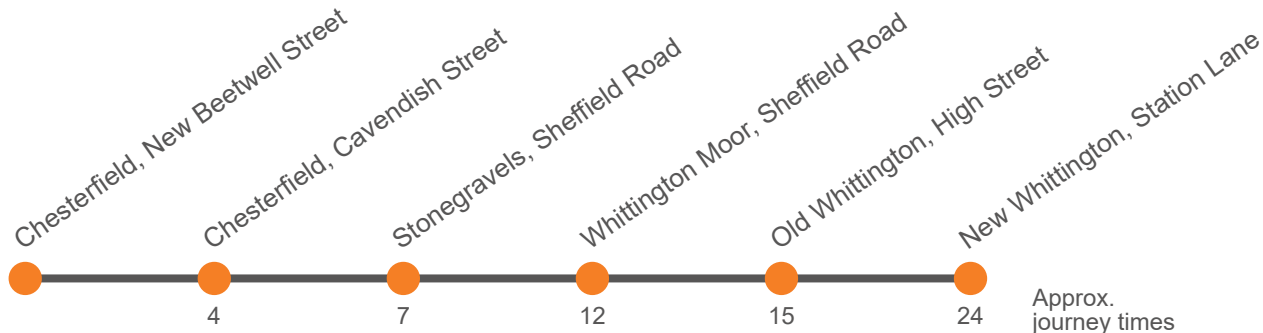 Chesterfield, New Beetwell Street
Chesterfield, Cavendish Street
Stonegravels, Sheffield Road
Whittington Moor, Sheffield Road
Old Whittington, High Street
New Whittington, Station Lane
4
7
12
15
24
Approx.
journey times